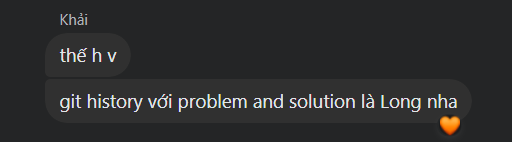 Khải
thế h v
git history với problem and solution là Long nha